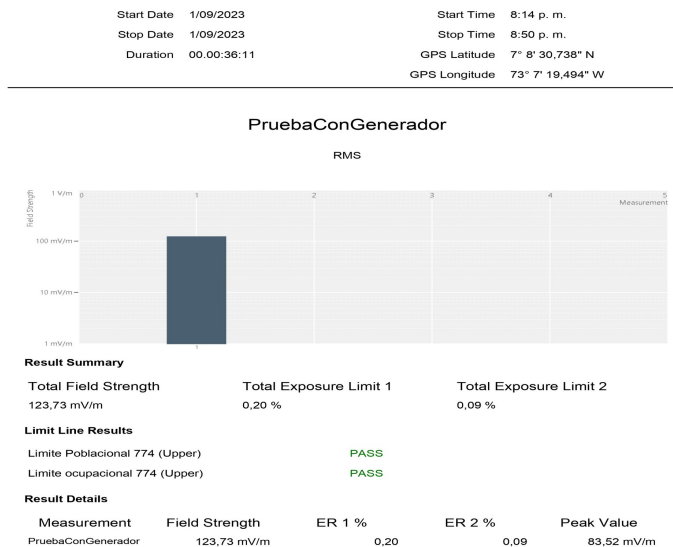 Start Date 1/09/2023 Start Time 8:14 p. m.
Stop Date 1/09/2023 Stop Time 8:50 p. m.
Duration 00.00:36:11 GPS Latitude 7° 8' 30,738" N
GPS Longitude 73° 7' 19,494" W
PruebaConGenerador
RMS
Field Strength
1 V/m 0 1 2 3 4 5
Measurement
100 mV/m
10 mV/m
1 mV/m
1
Result Summary
Total Field Strength Total Exposure Limit 1 Total Exposure Limit 2
123,73 mV/m 0,20 % 0,09 %
Limit Line Results
Limite Poblacional 774 (Upper) PASS
Limite ocupacional 774 (Upper) PASS
Result Details
Measurement Field Strength ER 1 % ER 2 % Peak Value
PruebaConGenerador 123,73 mV/m 0,20 0,09 83,52 mV/m